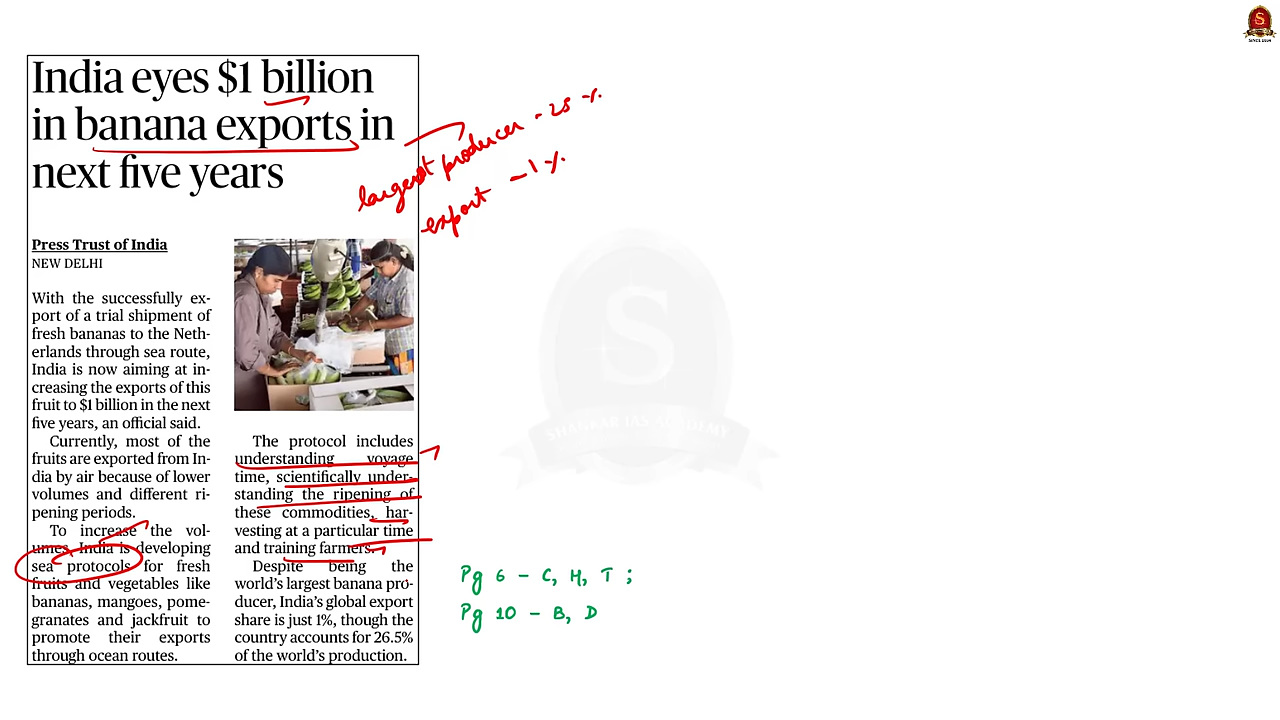 India eyes $1 billion
in banana exports in
next five years
largest producer - 25 %
export - 1 %
Press Trust of India
NEW DELHI
With the successfully ex-
port of a trial shipment of
fresh bananas to the Neth-
erlands through sea route,
India is now aiming at in-
creasing the exports of this
fruit to $1 billion in the next
five years, an official said.
Currently, most of the
fruits are exported from In-
dia by air because of lower
volumes and different ri-
pening periods.
To increase the vol-
umes, India is developing
sea protocols for fresh
fruits and vegetables like
bananas, mangoes, pome-
granates and jackfruit to
promote their exports
through ocean routes.
The protocol includes
understanding voyage
time, scientifically under-
standing the ripening of
these commodities, har-
vesting at a particular time
and training farmers.
Despite being the
world's largest banana pro-
ducer, India's global export
share is just 1%, though the
country accounts for 26.5%
of the world's production.
Pg 6 - C, H, T ;
Pg 10 - B, D
S
SHANKAR IAS ACADEMY
S
SINCE 2004